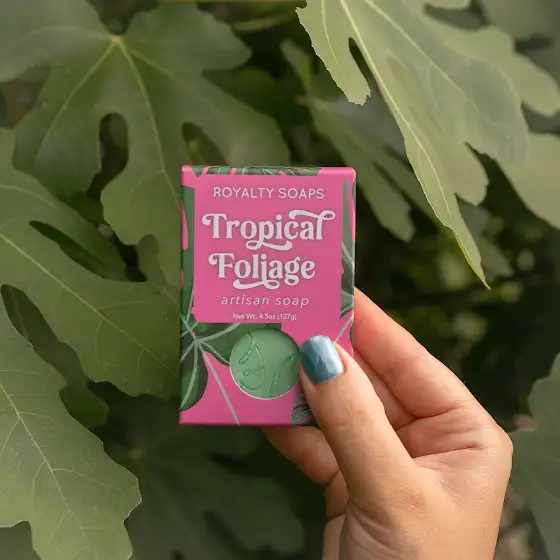 ROYALTY SOAPS
Tropical
Foliage
artisan soap
Net Wt. 4.5oz (127g)